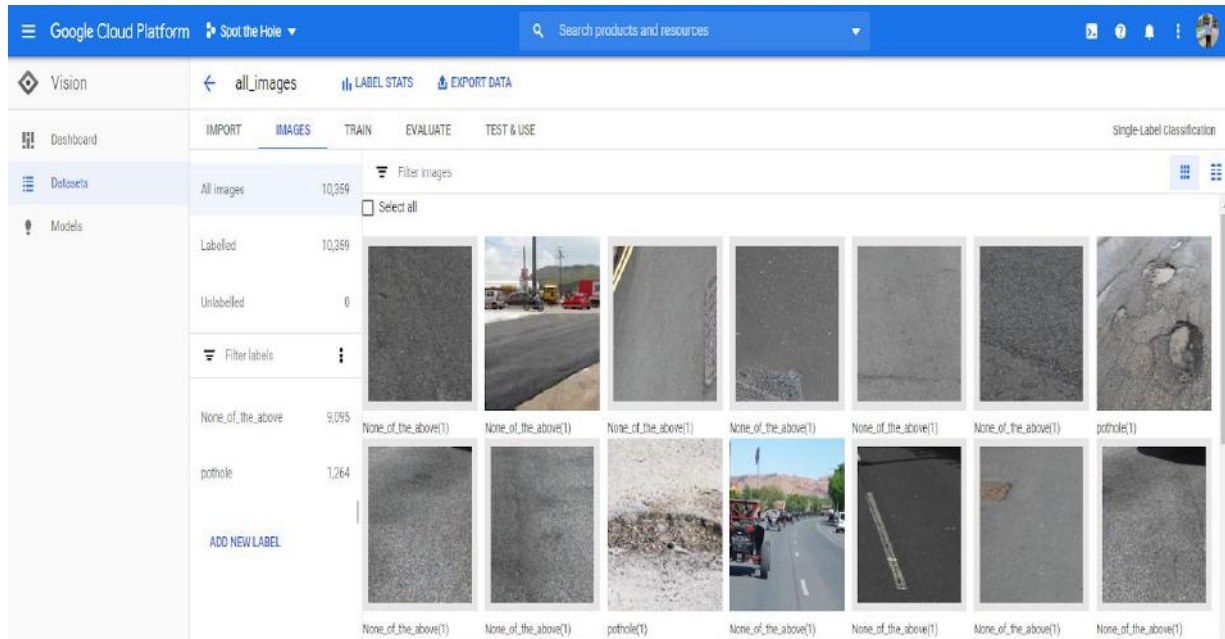 Google Cloud Platform Spot the Hole Search products and resources
Vision all_images LABEL STATS EXPORT DATA
Dashboard
Datasets
Models
IMPORT IMAGES TRAIN EVALUATE TEST & USE Single-Label Classification
All images 10,359
Labelled 10,359
Unlabelled 0
Filter labels
None_of_the_above 9,095
pothole 1,264
ADD NEW LABEL
Filter images
Select all
None_of_the_above(1) None_of_the_above(1) None_of_the_above(1) None_of_the_above(1) None_of_the_above(1) None_of_the_above(1) pothole(1)
None_of_the_above(1) None_of_the_above(1) pothole(1) None_of_the_above(1) None_of_the_above(1) None_of_the_above(1) None_of_the_above(1)